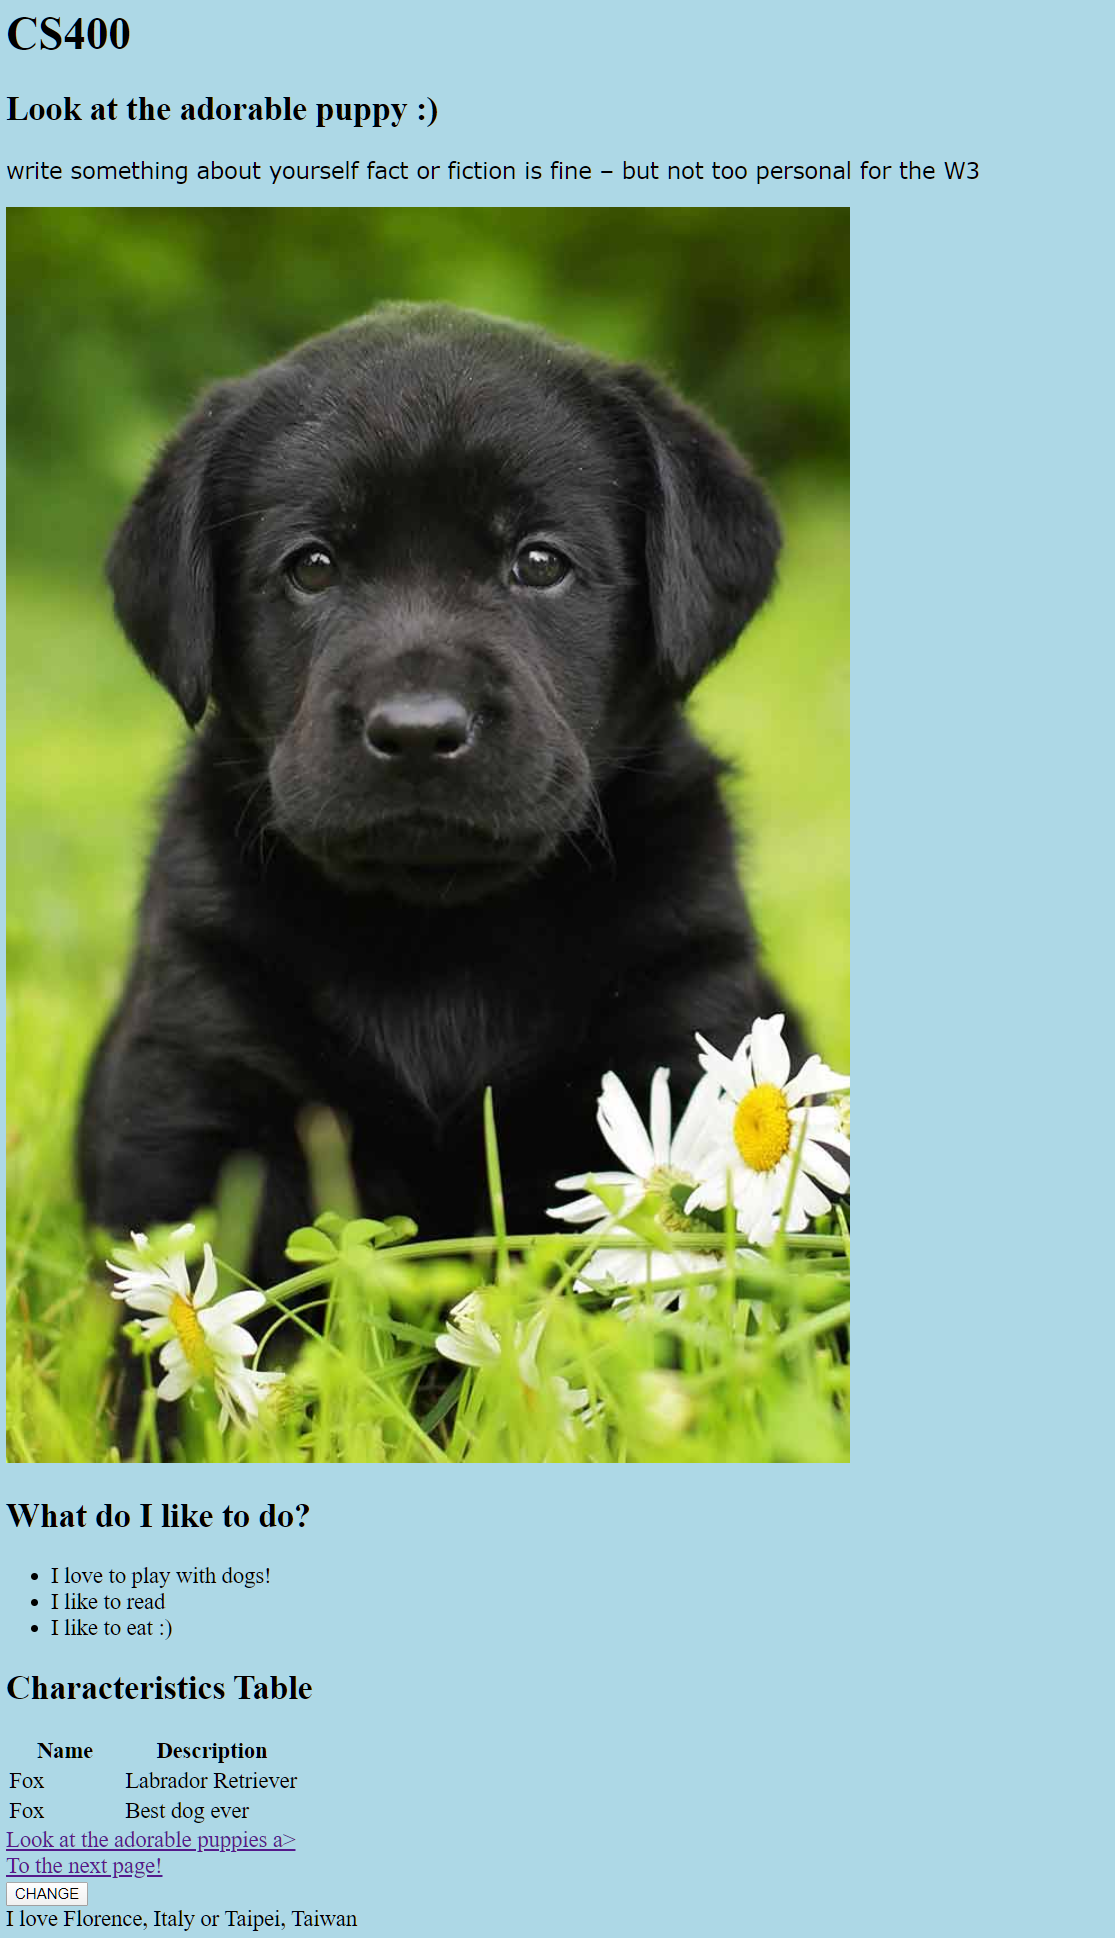 CS400
Look at the adorable puppy :)
write something about yourself fact or fiction is fine – but not too personal for the W3
What do I like to do?
• I love to play with dogs!
• I like to read
• I like to eat :)
Characteristics Table
Name Description
Fox Labrador Retriever
Fox Best dog ever
Look at the adorable puppies a>
To the next page!
CHANGE
I love Florence, Italy or Taipei, Taiwan